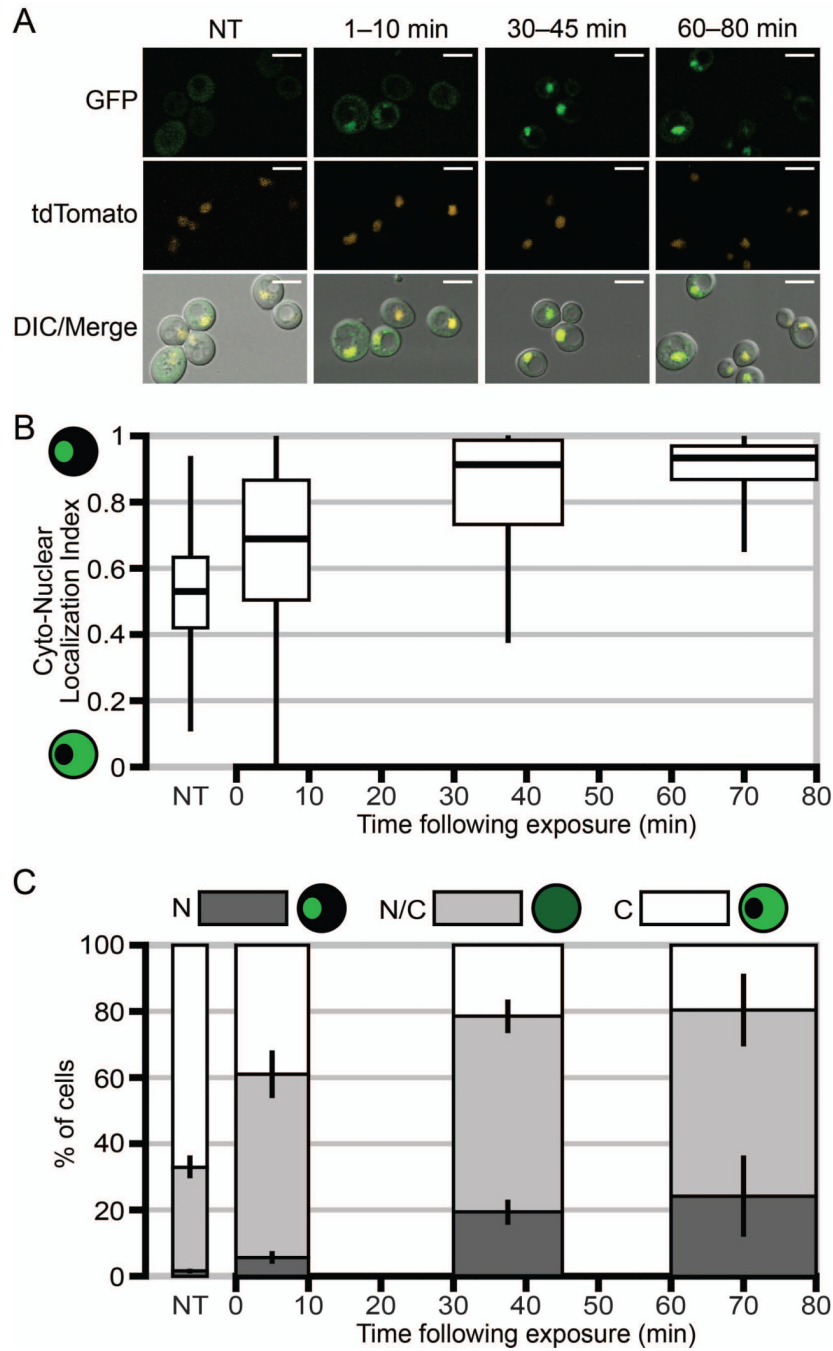 A
NT 1–10 min 30–45 min 60–80 min
GFP
tdTomato
DIC/Merge
B
Cyto-Nuclear
Localization Index
1
0.8
0.6
0.4
0.2
0
NT 0 10 20 30 40 50 60 70 80
Time following exposure (min)
C
N N/C C
% of cells
100
80
60
40
20
0
NT 0 10 20 30 40 50 60 70 80
Time following exposure (min)